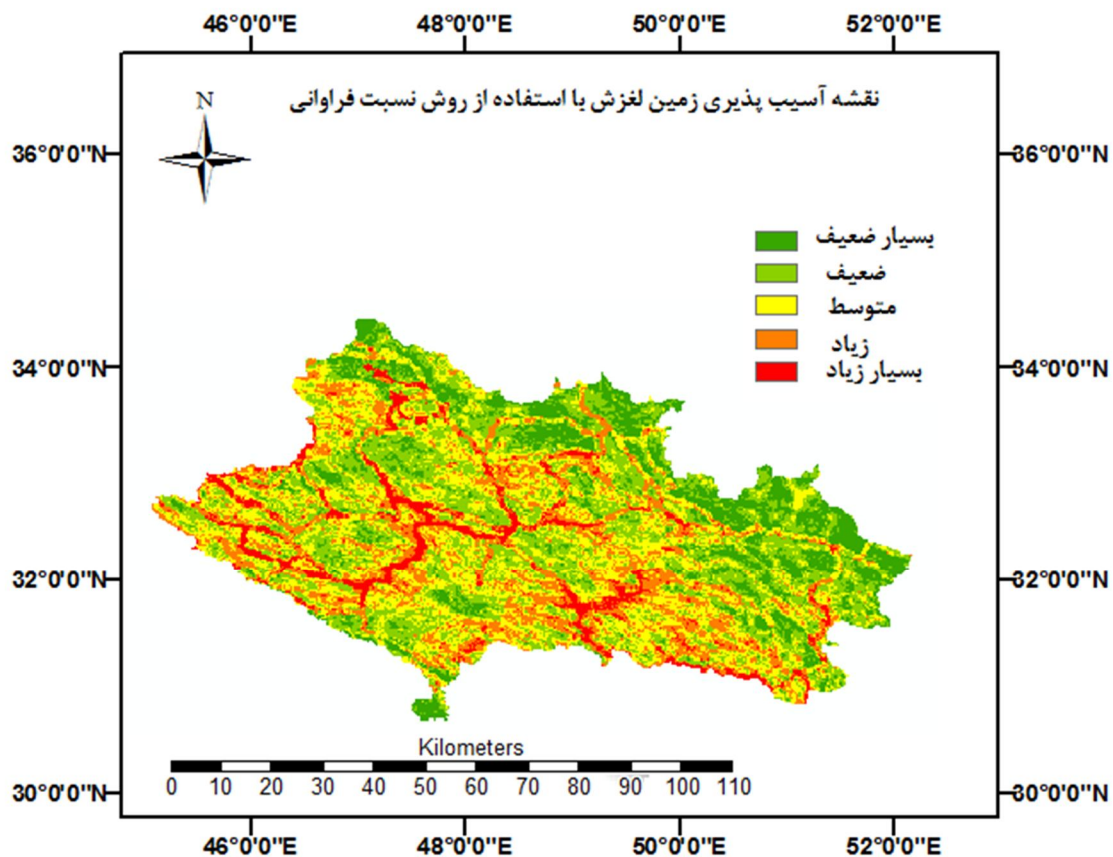 46°0'0"E 48°0'0"E 50°0'0"E 52°0'0"E
نقشه آسیب پذیری زمین لغزش با استفاده از روش نسبت فراوانی
N
36°0'0"N 36°0'0"N
بسیار ضعیف
ضعیف
متوسط
زیاد
بسیار زیاد
34°0'0"N 34°0'0"N
32°0'0"N 32°0'0"N
Kilometers
0 10 20 30 40 50 60 70 80 90 100 110
30°0'0"N 30°0'0"N
46°0'0"E 48°0'0"E 50°0'0"E 52°0'0"E